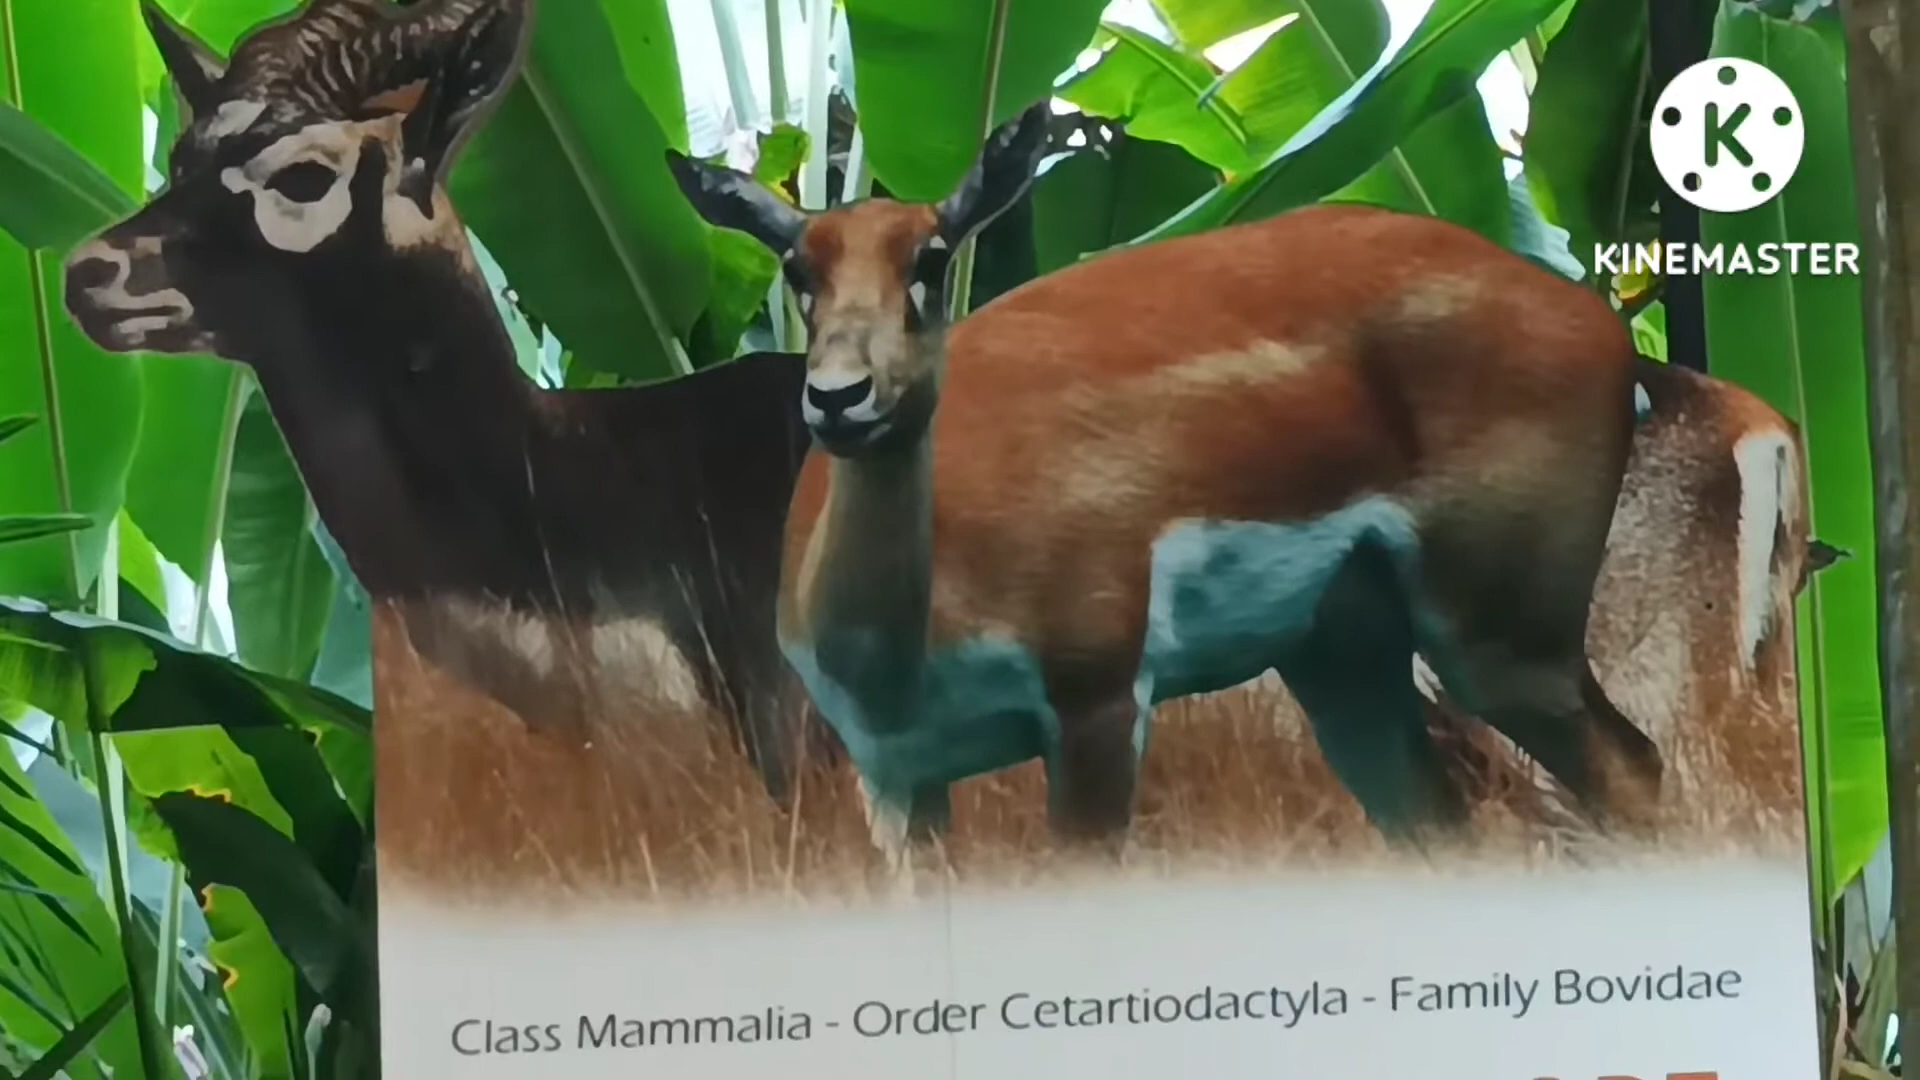 K
KINEMASTER
Class Mammalia - Order Cetartiodactyla - Family Bovidae